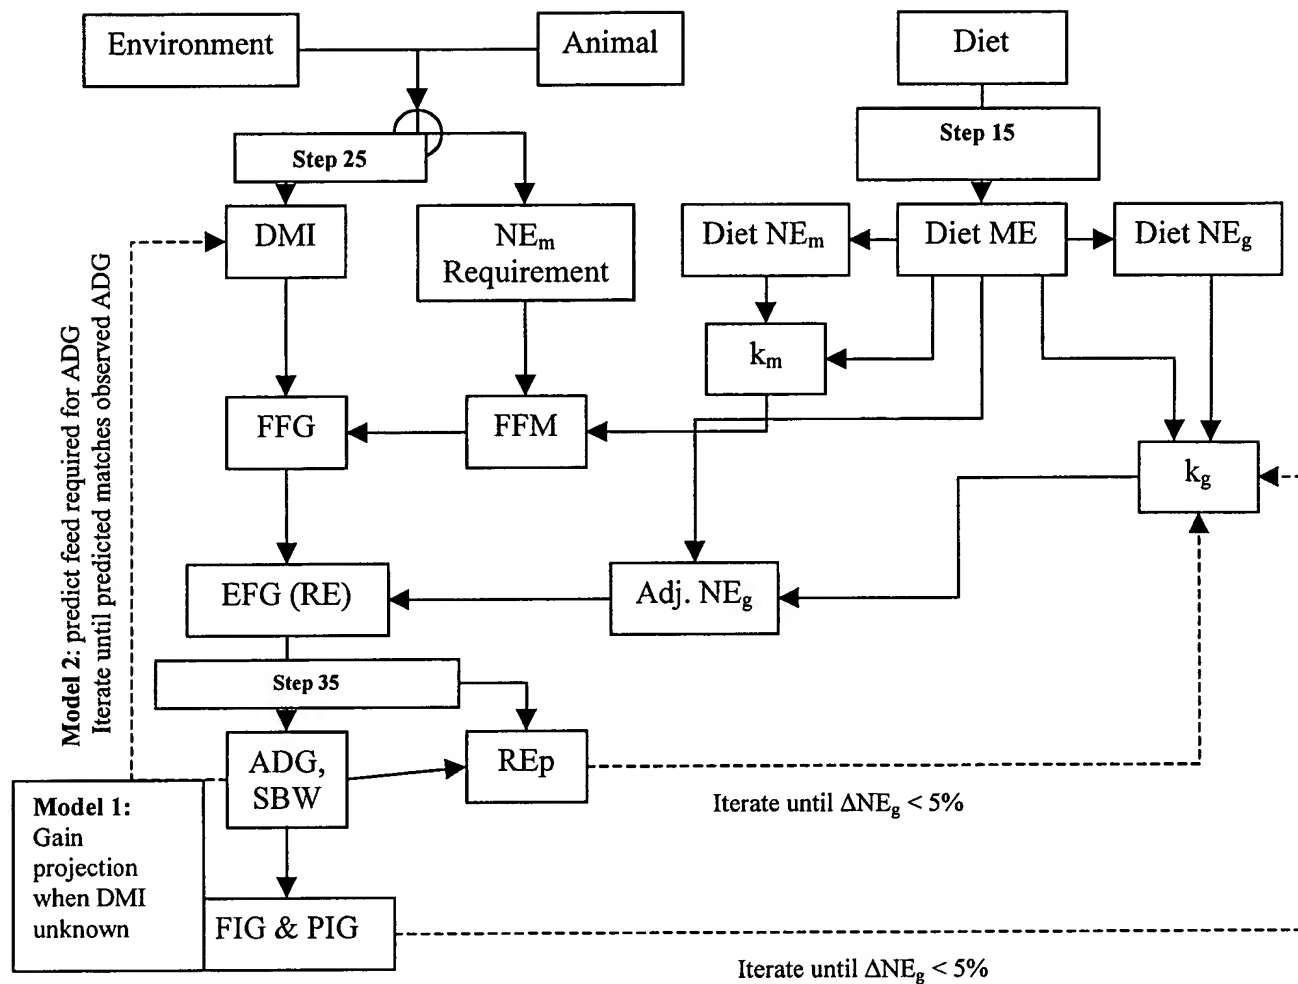 Environment
Animal
Diet
Step 15
Step 25
DMI
NEm
Requirement
Diet NEm
Diet ME
Diet NEg
km
FFG
FFM
kg
Model 2: predict feed required for ADG
Iterate until predicted matches observed ADG
EFG (RE)
Adj. NEg
Step 35
ADG,
SBW
REp
Iterate until ΔNEg < 5%
Model 1:
Gain
projection
when DMI
unknown
FIG & PIG
Iterate until ΔNEg < 5%